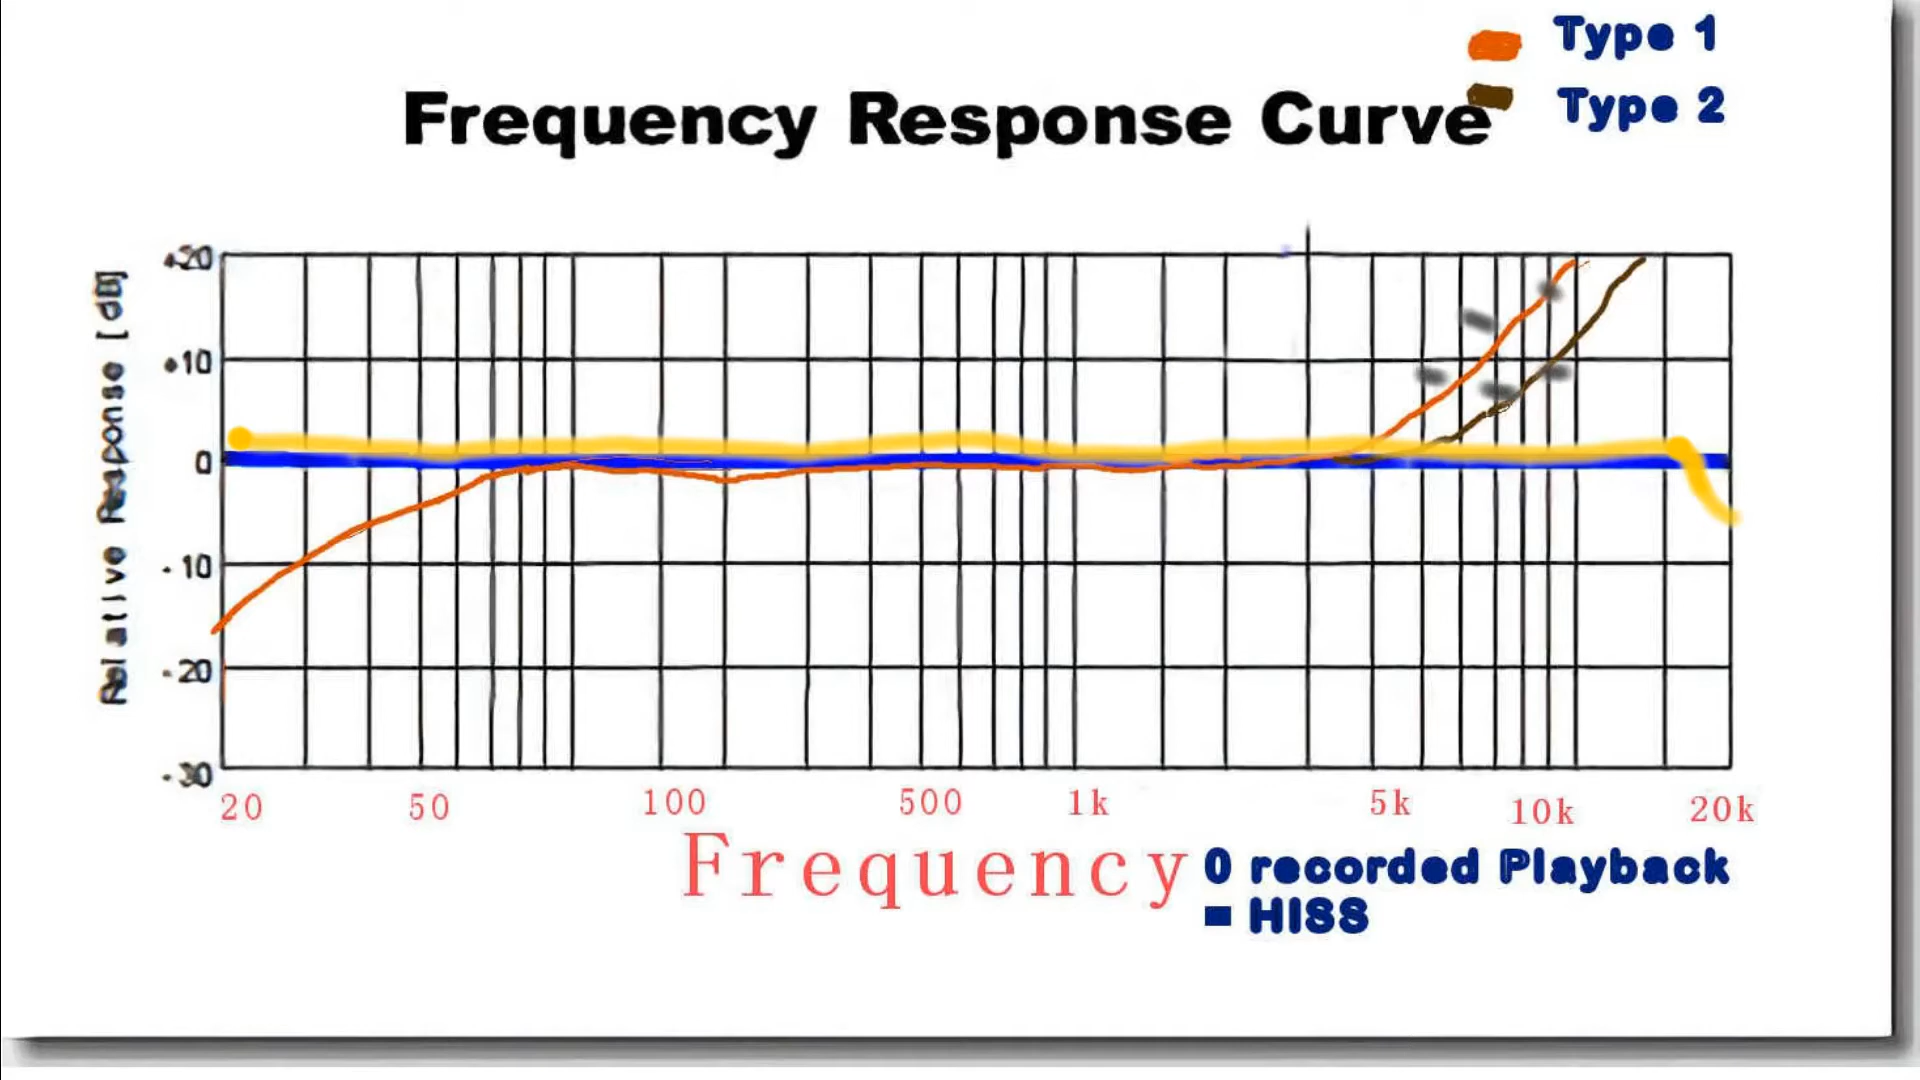 Type 1
Type 2
Frequency Response Curve
Relative Response [dB]
+20
+10
0
-10
-20
-30
20 50 100 500 1k 5k 10k 20k
Frequency
0 recorded Playback
= HISS